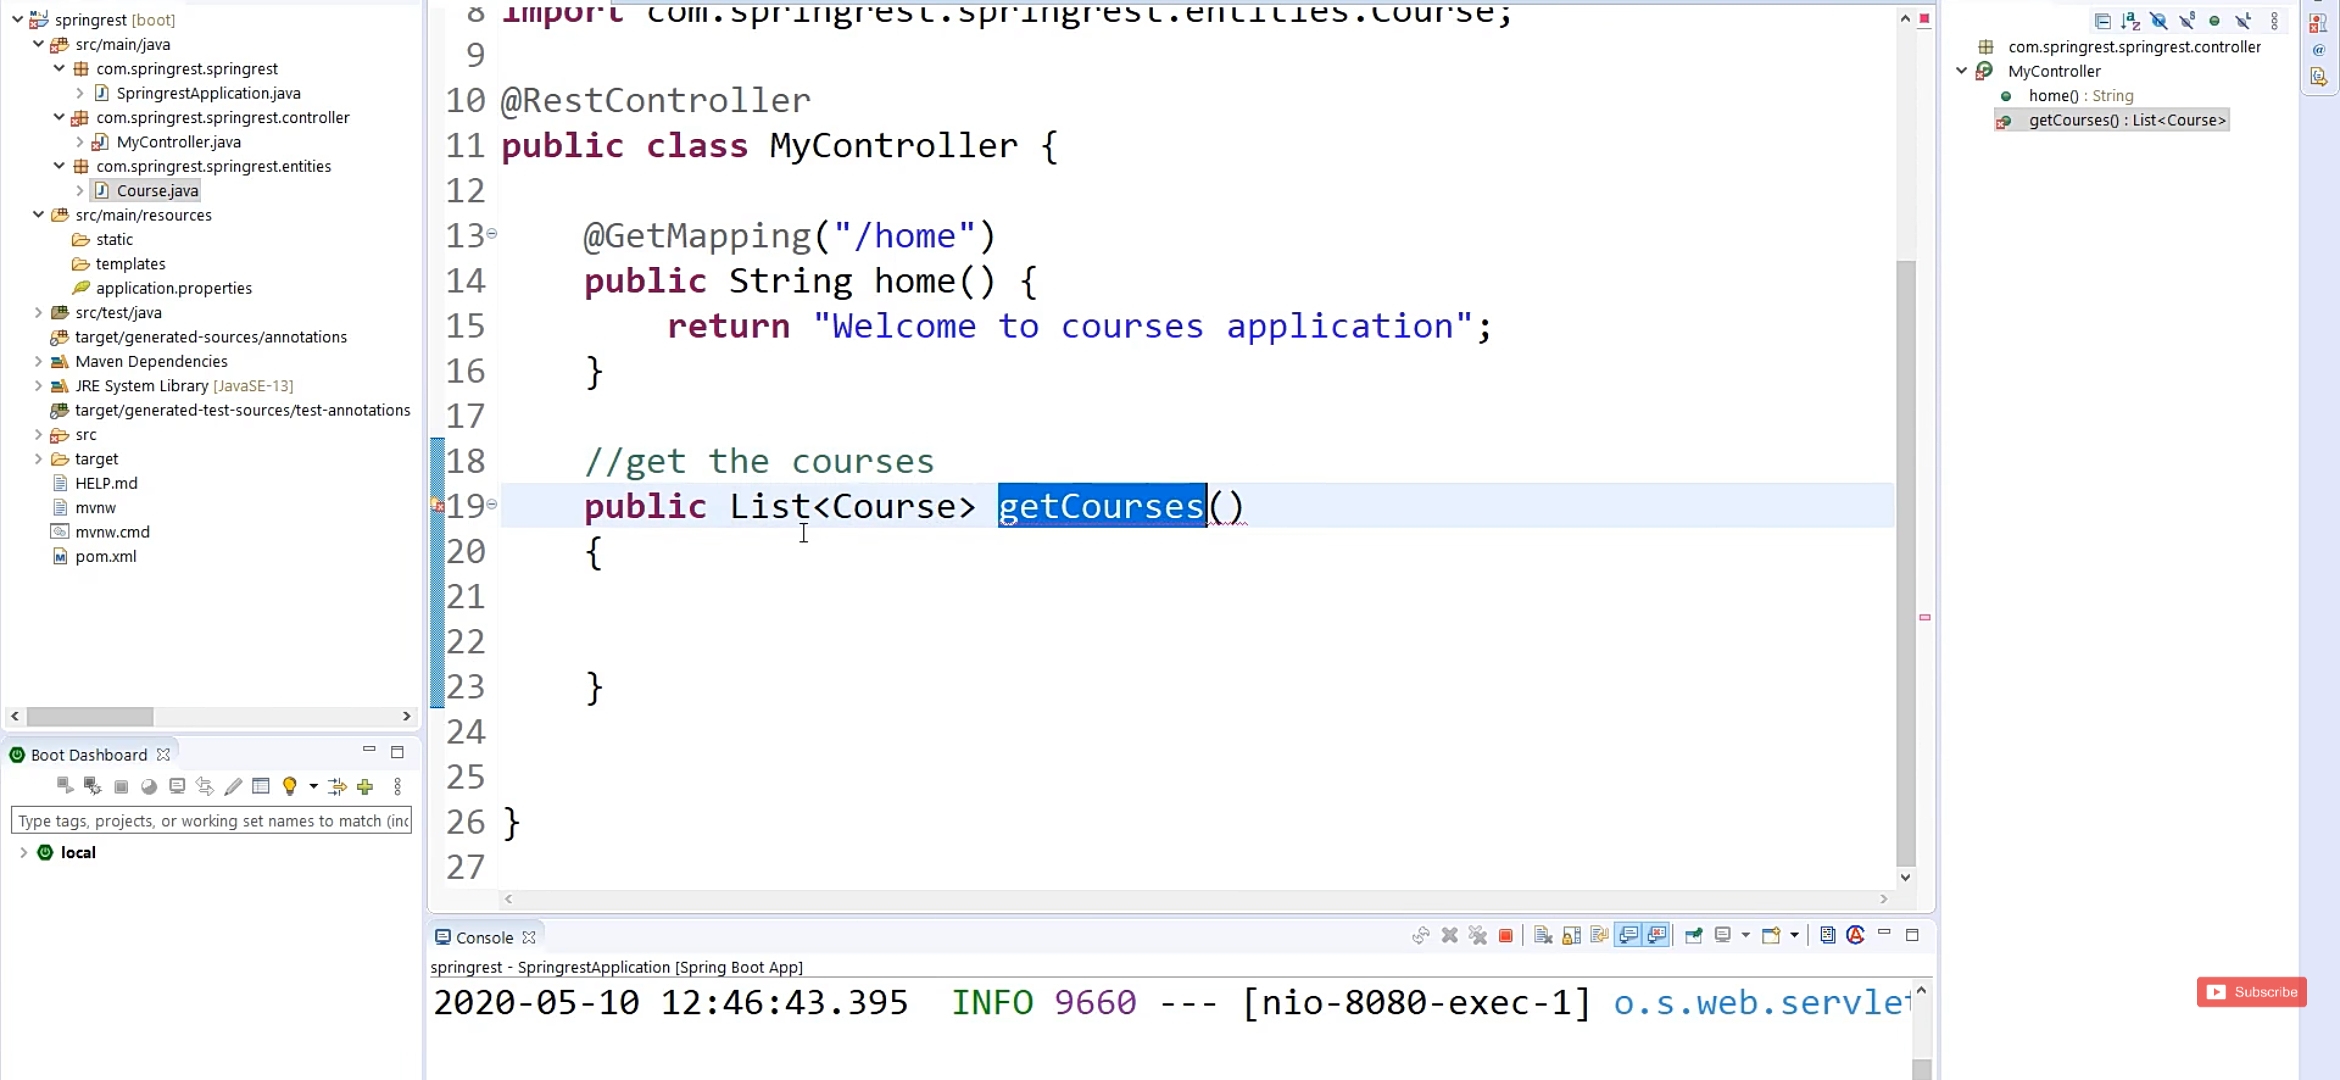 springrest [boot]
src/main/java
com.springrest.springrest
SpringrestApplication.java
com.springrest.springrest.controller
MyController.java
com.springrest.springrest.entities
Course.java
src/main/resources
static
templates
application.properties
src/test/java
target/generated-sources/annotations
Maven Dependencies
JRE System Library [JavaSE-13]
target/generated-test-sources/test-annotations
src
target
HELP.md
mvnw
mvnw.cmd
pom.xml
Boot Dashboard
Type tags, projects, or working set names to match (inc
local
8 import com.springrest.springrest.entities.Course;
9
10 @RestController
11 public class MyController {
12
13 @GetMapping("/home")
14 public String home() {
15 return "Welcome to courses application";
16 }
17
18 //get the courses
19 public List<Course> getCourses()
20 {
21
22
23 }
24
25
26 }
27
Console
springrest - SpringrestApplication [Spring Boot App]
2020-05-10 12:46:43.395 INFO 9660 --- [nio-8080-exec-1] o.s.web.servlet
com.springrest.springrest.controller
MyController
home() : String
getCourses() : List<Course>
Subscribe